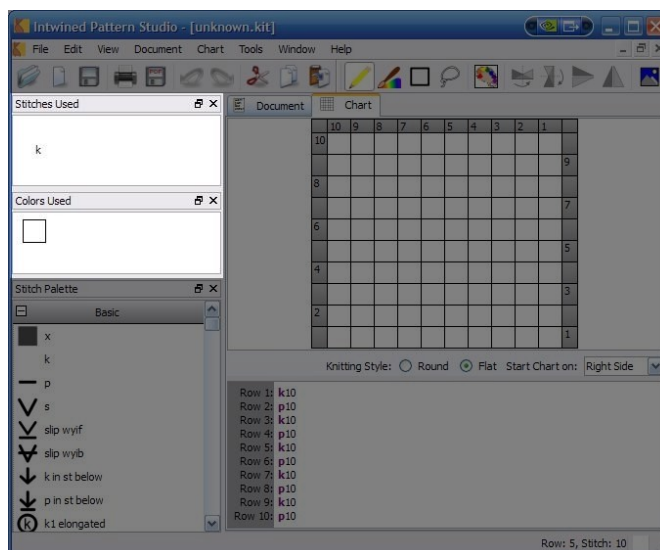 Intwined Pattern Studio - [unknown.kit]
File Edit View Document Chart Tools Window Help
Stitches Used
k
Colors Used
Stitch Palette
Basic
x
k
p
s
slip wyif
slip wyib
k in st below
p in st below
k k1 elongated
Document Chart
10 9 8 7 6 5 4 3 2 1
10
9
8
7
6
5
4
3
2
1
Knitting Style: Round Flat Start Chart on: Right Side
Row 1: k10
Row 2: p10
Row 3: k10
Row 4: p10
Row 5: k10
Row 6: p10
Row 7: k10
Row 8: p10
Row 9: k10
Row 10: p10
Row: 5, Stitch: 10